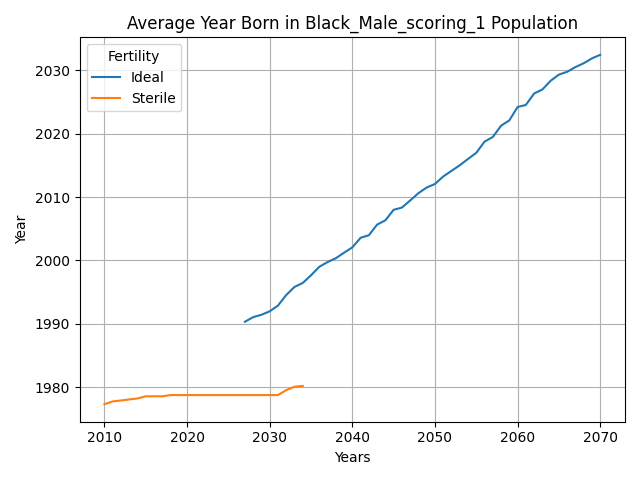 Average Year Born in Black_Male_scoring_1 Population
Fertility
Ideal
Sterile
Year
2030
2020
2010
2000
1990
1980
2010 2020 2030 2040 2050 2060 2070
Years